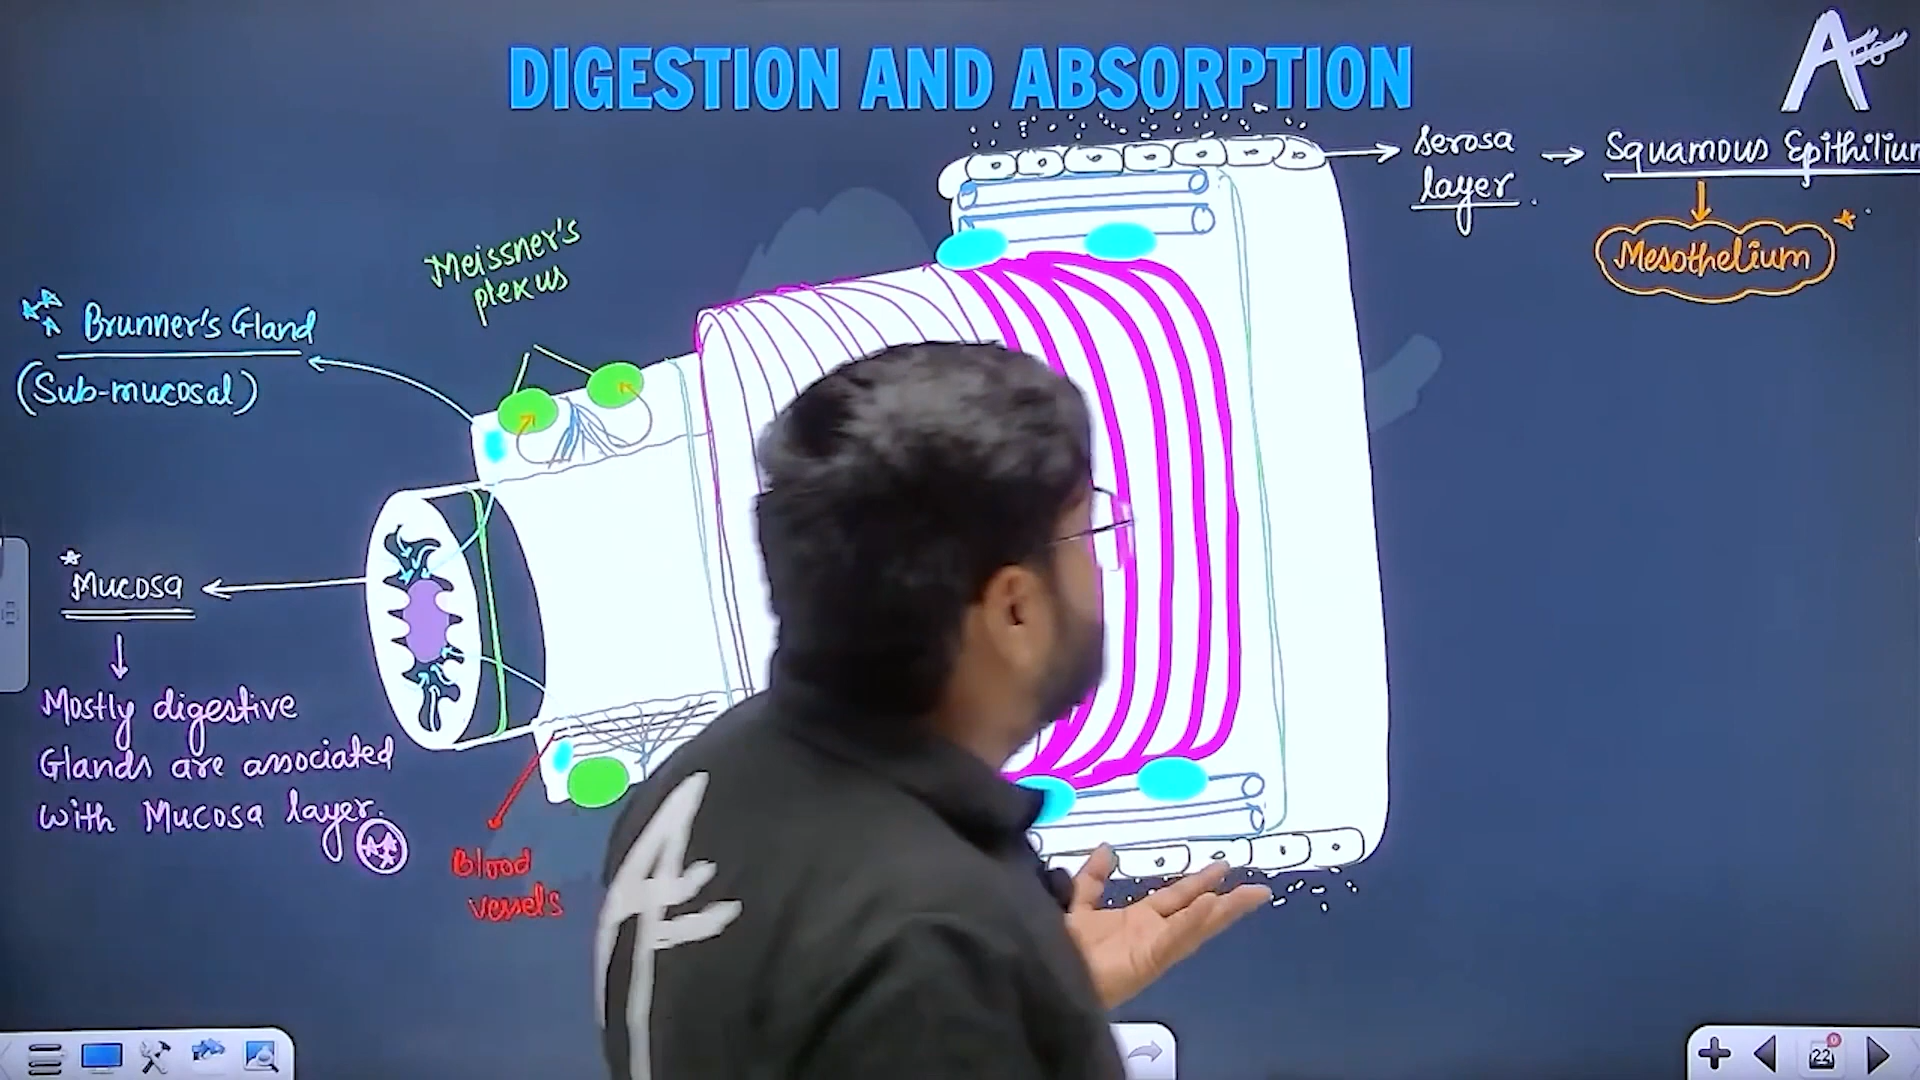 DIGESTION AND ABSORPTION
Serosa
layer
Squamous Epithilium
Mesothelium
Meissner's
plexus
Brunner's Gland
(Sub-mucosal)
Mucosa
Mostly digestive
Glands are associated
with Mucosa layer.
Blood
vessels
22